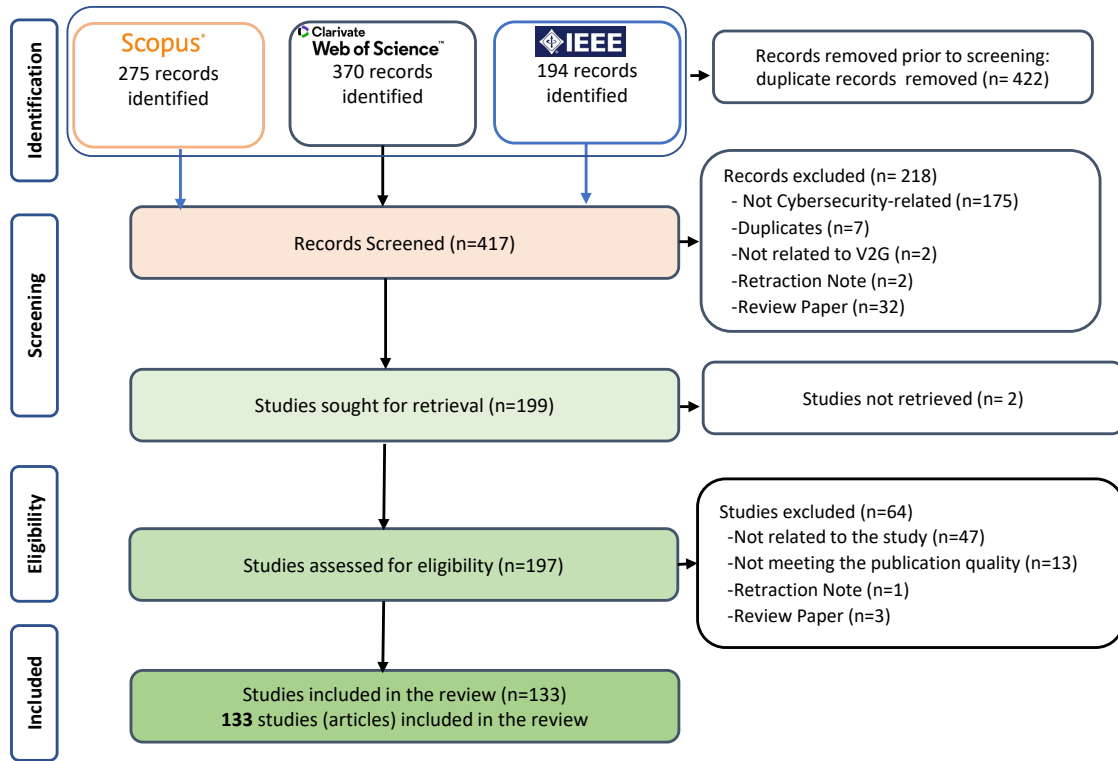 Identification
Scopus
275 records
identified
Clarivate
Web of Science™
370 records
identified
IEEE
194 records
identified
Records removed prior to screening:
duplicate records removed (n= 422)
Screening
Records Screened (n=417)
Records excluded (n= 218)
- Not Cybersecurity-related (n=175)
-Duplicates (n=7)
-Not related to V2G (n=2)
-Retraction Note (n=2)
-Review Paper (n=32)
Studies sought for retrieval (n=199)
Studies not retrieved (n= 2)
Eligibility
Studies assessed for eligibility (n=197)
Studies excluded (n=64)
-Not related to the study (n=47)
-Not meeting the publication quality (n=13)
-Retraction Note (n=1)
-Review Paper (n=3)
Included
Studies included in the review (n=133)
133 studies (articles) included in the review